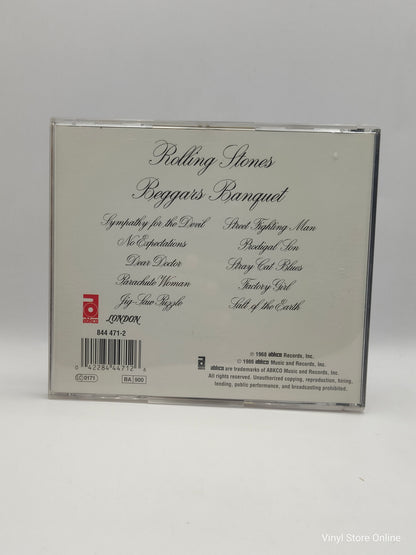 Rolling Stones
Beggars Banquet
Sympathy for the Devil
No Expectations
Dear Doctor
Parachute Woman
Jig-Saw Puzzle
Street Fighting Man
Prodigal Son
Stray Cat Blues
Factory Girl
Salt of the Earth
abkco
LONDON
844 471-2
0 42284 44712 6
LC 0171
BA 900
abkco
℗ 1968 abkco Records, Inc.
© 1986 abkco Music and Records, Inc.
abkco are trademarks of ABKCO Music and Records, Inc.
All rights reserved. Unauthorized copying, reproduction, hiring,
lending, public performance, and broadcasting prohibited.
Vinyl Store Online